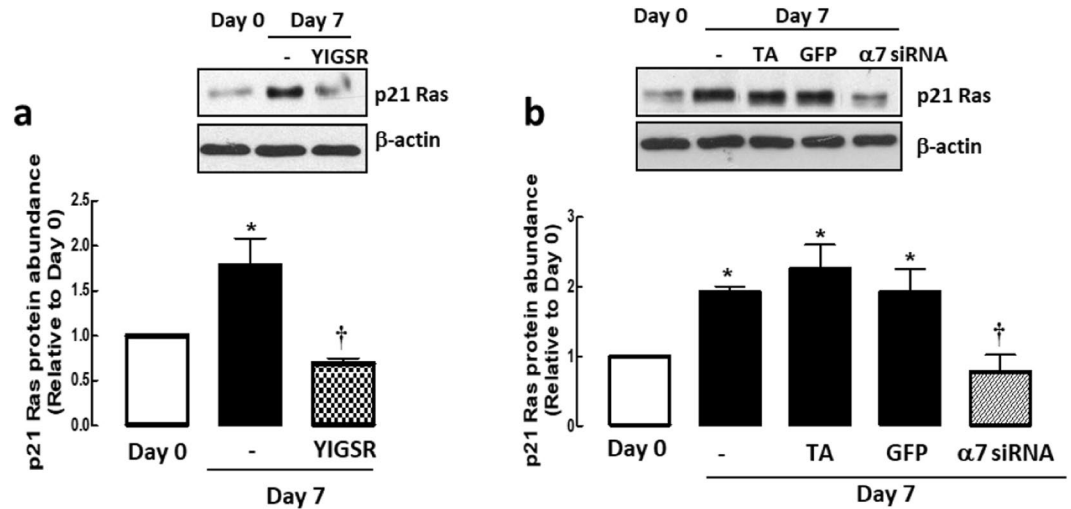 Day 0 Day 7
- YIGSR
p21 Ras
β-actin
a
p21 Ras protein abundance
(Relative to Day 0)
2.5
2.0
1.5
1.0
0.5
0.0
*
†
Day 0 - YIGSR
Day 7
Day 0 Day 7
- TA GFP α7 siRNA
p21 Ras
β-actin
b
p21 Ras protein abundance
(Relative to Day 0)
3
2
1
0
* * * †
Day 0 - TA GFP α7 siRNA
Day 7